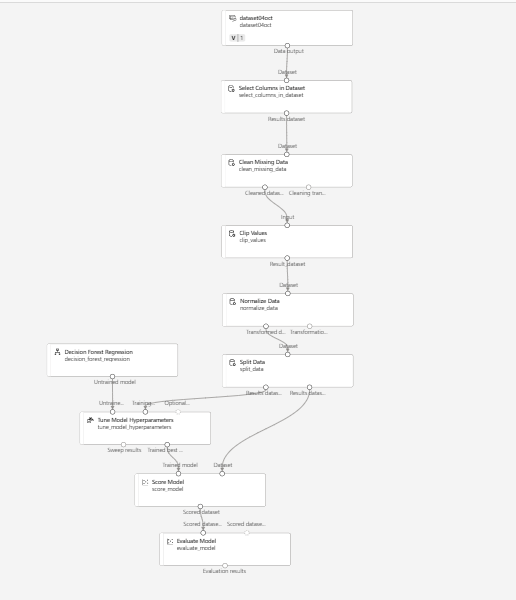 dataset04oct
dataset04oct
V 1
Data output
Dataset
Select Columns in Dataset
select_columns_in_dataset
Results dataset
Dataset
Clean Missing Data
clean_missing_data
Cleaned datas... Cleaning tran...
Input
Clip Values
clip_values
Result dataset
Dataset
Normalize Data
normalize_data
Transformed d... Transformatio...
Dataset
Split Data
split_data
Results datas... Results datas...
Decision Forest Regression
decision_forest_regression
Untrained model
Untraine... Training... Optional...
Tune Model Hyperparameters
tune_model_hyperparameters
Sweep results Trained best ...
Trained model Dataset
Score Model
score_model
Scored dataset
Scored datase... Scored datase...
Evaluate Model
evaluate_model
Evaluation results